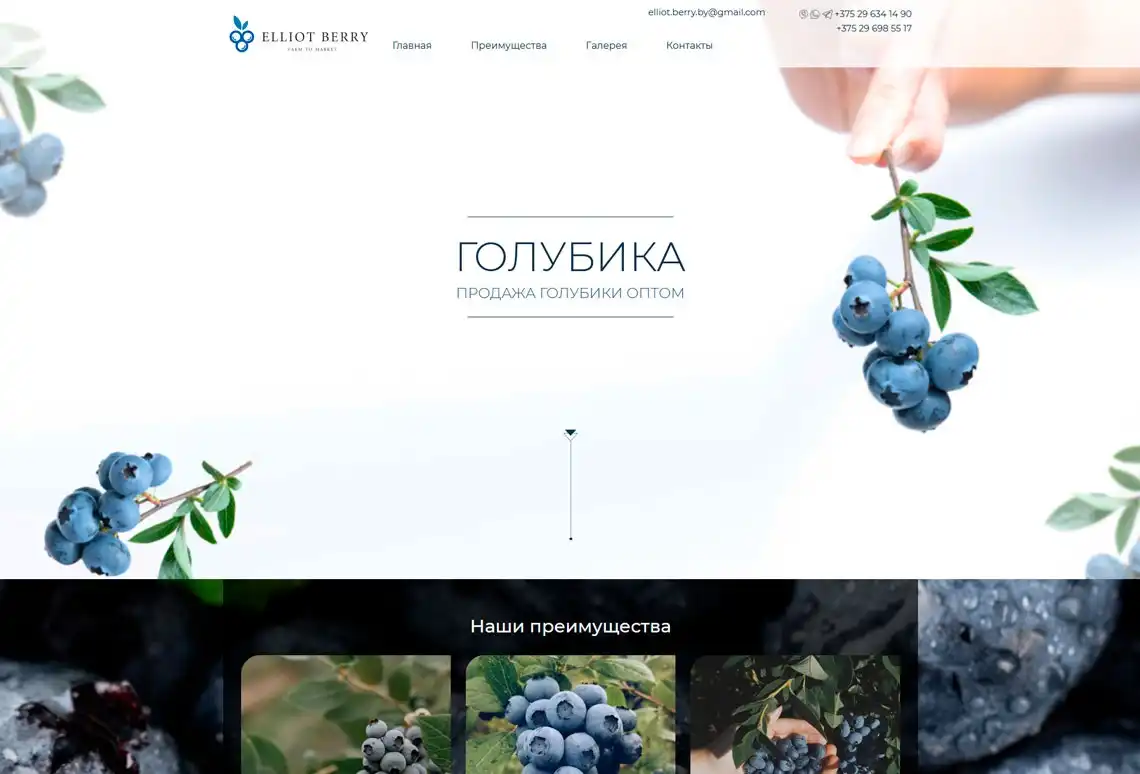 elliot.berry.by@gmail.com
+375 29 634 14 90
+375 29 698 55 17
ELLIOT BERRY
FARM TO MARKET
Главная Преимущества Галерея Контакты
ГОЛУБИКА
ПРОДАЖА ГОЛУБИКИ ОПТОМ
Наши преимущества